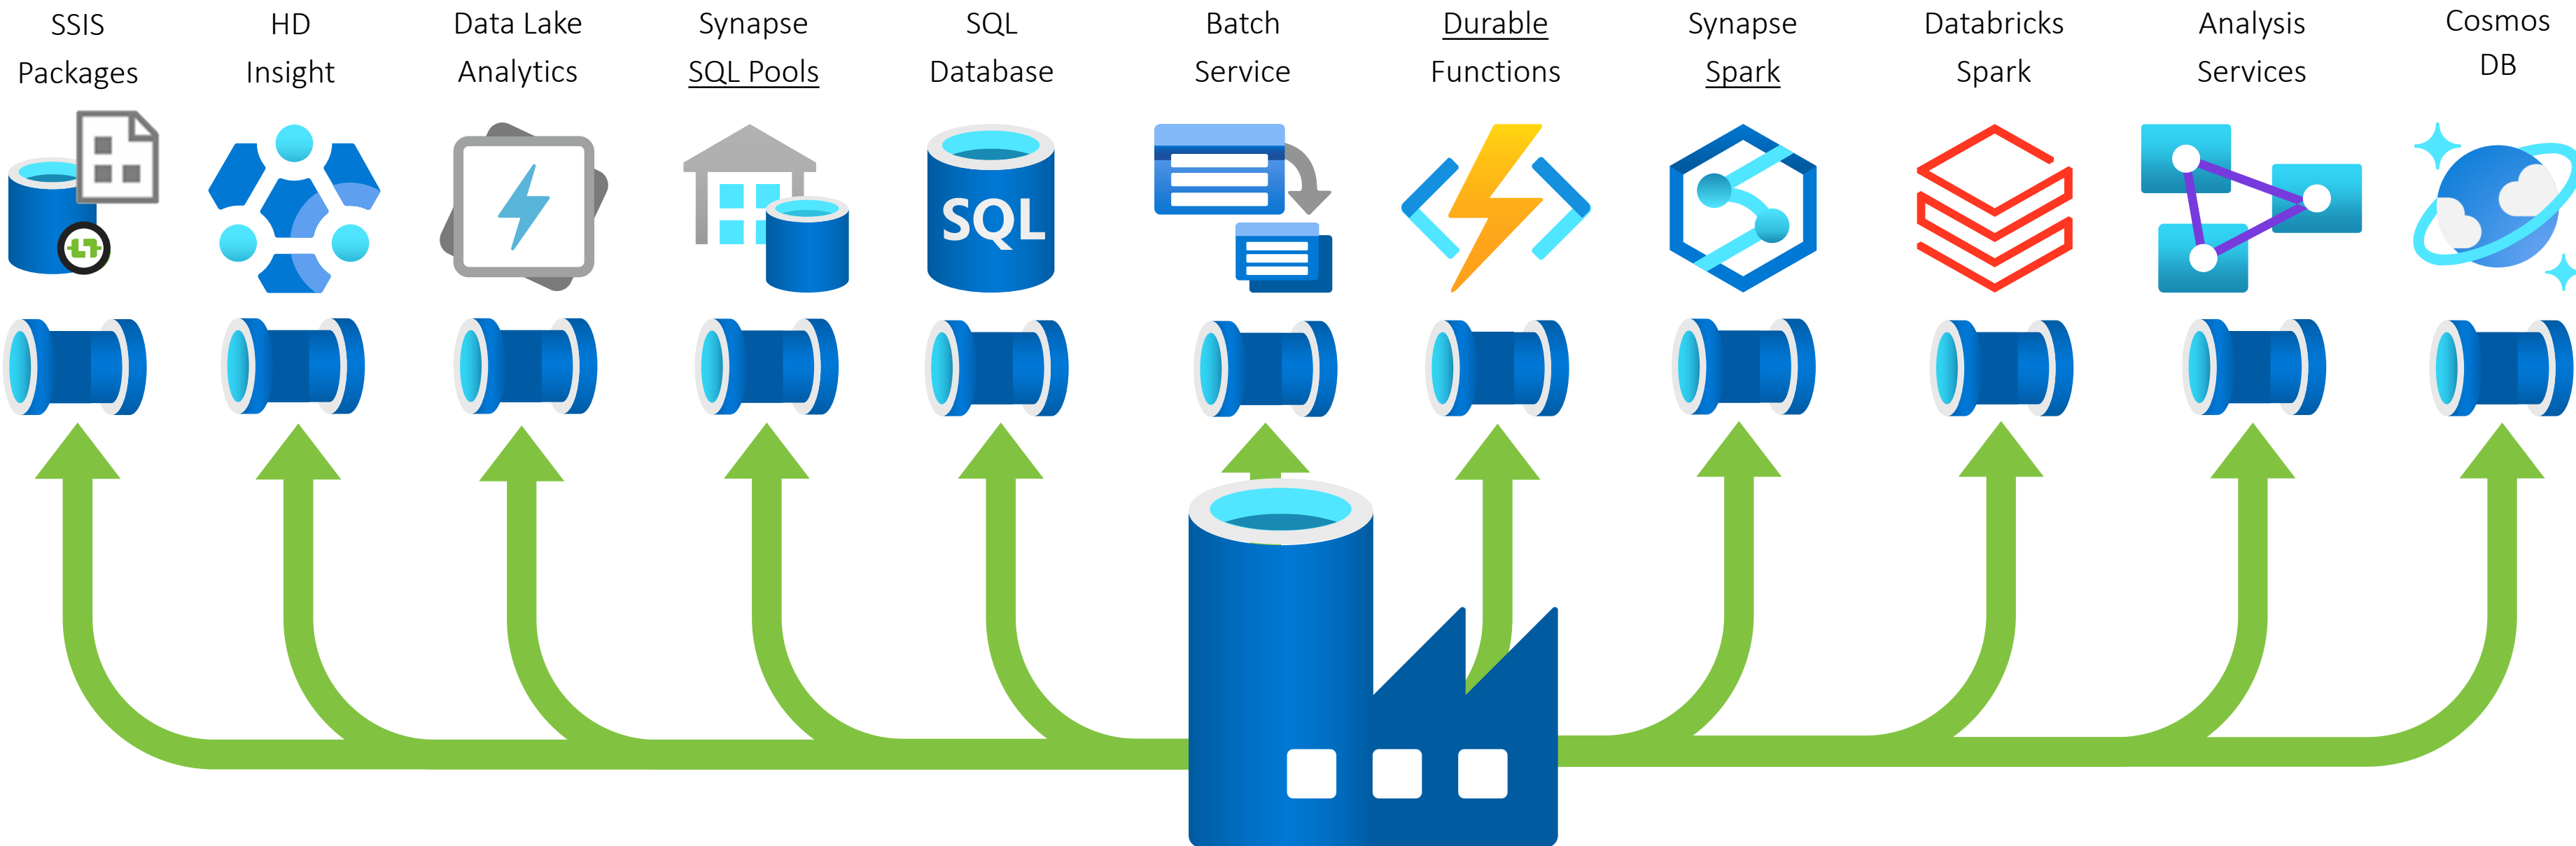 SSIS
Packages
HD
Insight
Data Lake
Analytics
Synapse
SQL Pools
SQL
Database
Batch
Service
Durable
Functions
Synapse
Spark
Databricks
Spark
Analysis
Services
Cosmos
DB
SQL